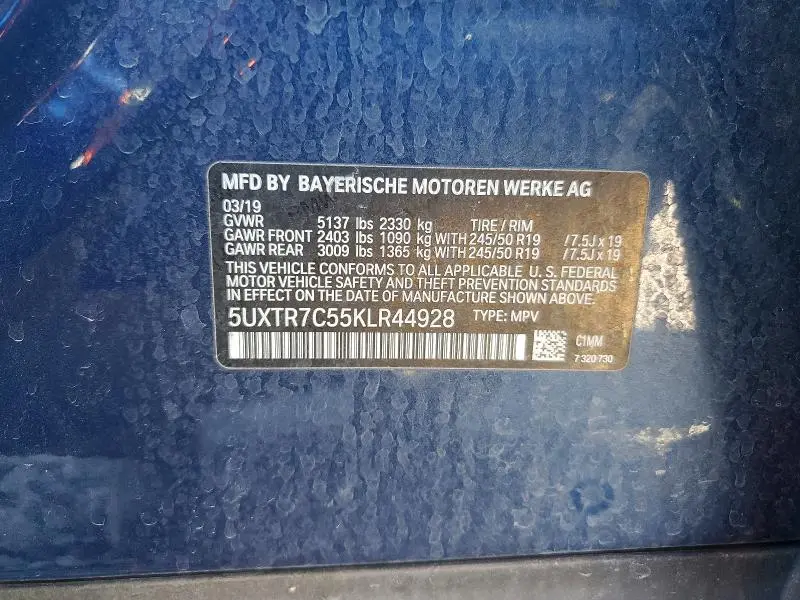 MFD BY BAYERISCHE MOTOREN WERKE AG
03/19
GVWR 5137 lbs 2330 kg TIRE / RIM
GAWR FRONT 2403 lbs 1090 kg WITH 245/50 R19 /7.5J x 19
GAWR REAR 3009 lbs 1365 kg WITH 245/50 R19 /7.5J x 19
THIS VEHICLE CONFORMS TO ALL APPLICABLE U. S. FEDERAL
MOTOR VEHICLE SAFETY AND THEFT PREVENTION STANDARDS
IN EFFECT ON THE DATE OF MANUFACTURE SHOWN ABOVE.
5UXTR7C55KLR44928 TYPE: MPV
C1MM
7 320 730